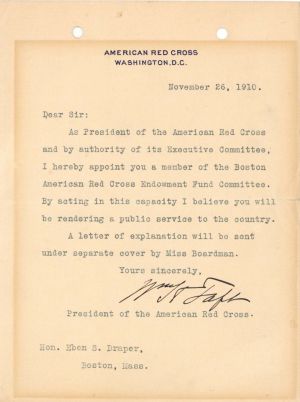 AMERICAN RED CROSS
WASHINGTON, D.C.
November 26, 1910.
Dear Sir:
As President of the American Red Cross
and by authority of its Executive Committee,
I hereby appoint you a member of the Boston
American Red Cross Endowment Fund Committee.
By acting in this capacity I believe you will
be rendering a public service to the country.
A letter of explanation will be sent
under separate cover by Miss Boardman.
Yours sincerely,
Wm H Taft
President of the American Red Cross.
Hon. Eben S. Draper,
Boston, Mass.